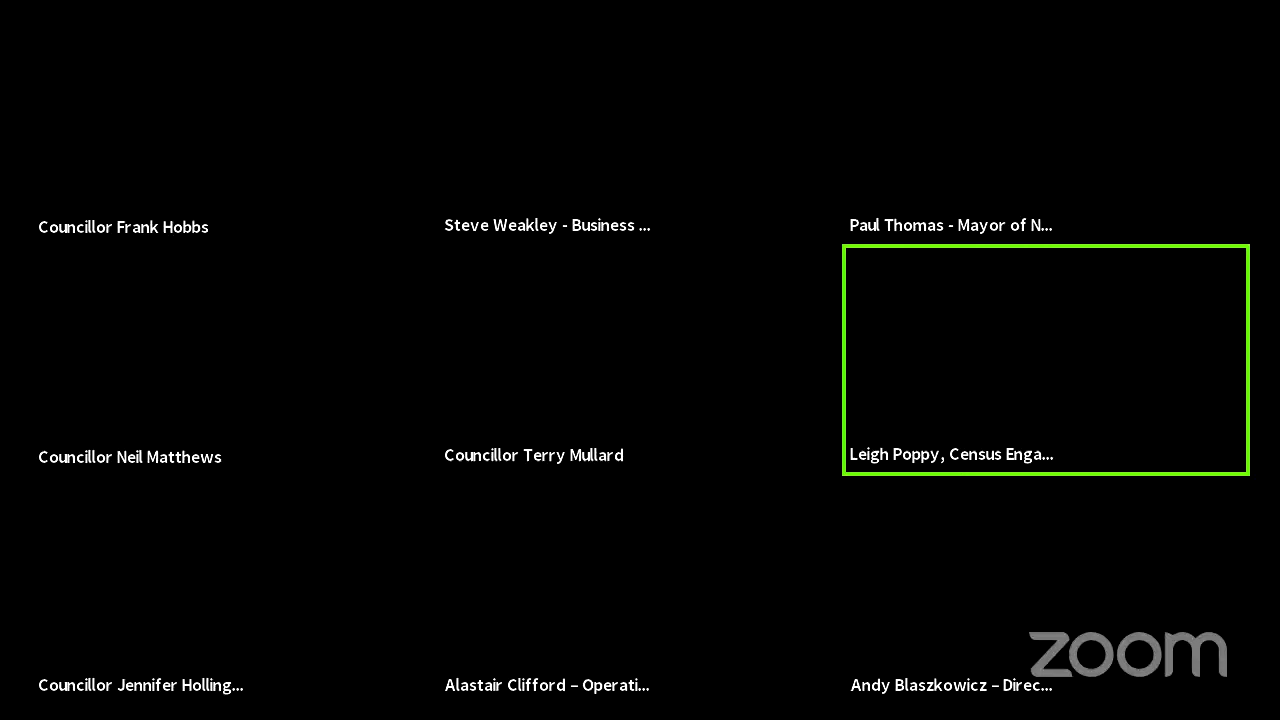 Councillor Frank Hobbs
Steve Weakley - Business ...
Paul Thomas - Mayor of N...
Councillor Neil Matthews
Councillor Terry Mullard
Leigh Poppy, Census Enga...
Councillor Jennifer Holling...
Alastair Clifford – Operati...
Andy Blaszkowicz – Direc...
zoom